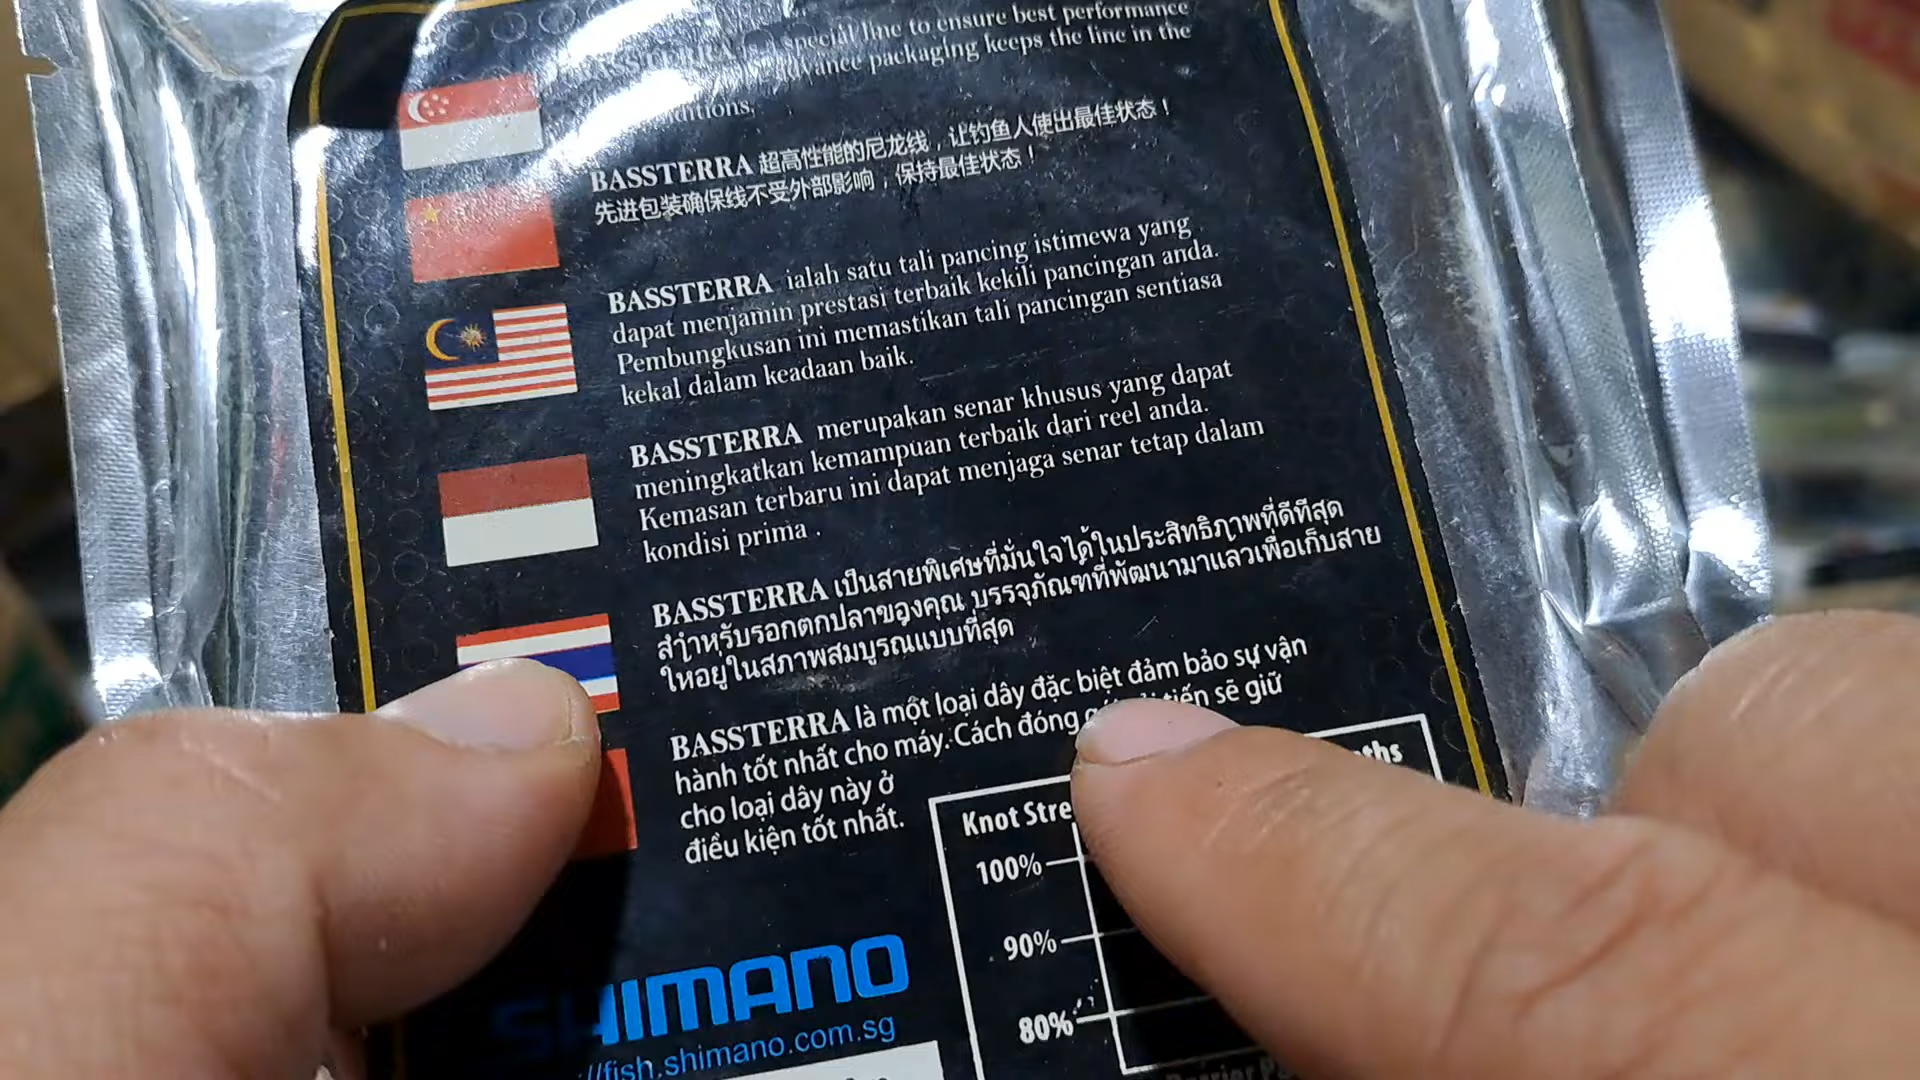 special line to ensure best performance
advance packaging keeps the line in the
BASSTERRA 超高性能的尼龙线，让钓鱼人使出最佳状态！
先进包装确保线不受外部影响，保持最佳状态！
BASSTERRA ialah satu tali pancing istimewa yang
dapat menjamin prestasi terbaik kekili pancingan anda.
Pembungkusan ini memastikan tali pancingan sentiasa
kekal dalam keadaan baik.
BASSTERRA merupakan senar khusus yang dapat
meningkatkan kemampuan terbaik dari reel anda.
Kemasan terbaru ini dapat menjaga senar tetap dalam
kondisi prima .
BASSTERRA เป็นสายพิเศษที่มั่นใจได้ในประสิทธิภาพที่ดีที่สุด
สำหรับรอกตกปลาของคุณ บรรจุภัณฑ์ที่พัฒนามาแล้วเพื่อเก็บสาย
ให้อยู่ในสภาพสมบูรณ์แบบที่สุด
BASSTERRA là một loại dây đặc biệt đảm bảo sự vận
hành tốt nhất cho máy. Cách đóng tiến sẽ giữ
cho loại dây này ở
điều kiện tốt nhất.
Knot
100%
90%
80%
SHIMANO
//fish.shimano.com.sg